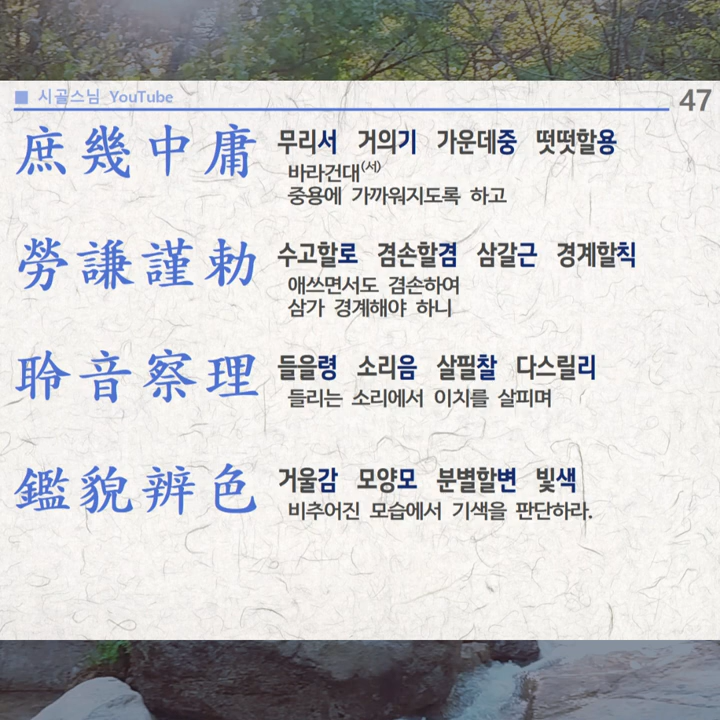 ■ 시골스님 YouTube
47
庶幾中庸 무리서 거의기 가운데중 떳떳할용
바라건대(서)
중용에 가까워지도록 하고
勞謙謹勅 수고할로 겸손할겸 삼갈근 경계할칙
애쓰면서도 겸손하여
삼가 경계해야 하니
聆音察理 들을령 소리음 살필찰 다스릴리
들리는 소리에서 이치를 살피며
鑑貌辨色 거울감 모양모 분별할변 빛색
비추어진 모습에서 기색을 판단하라.